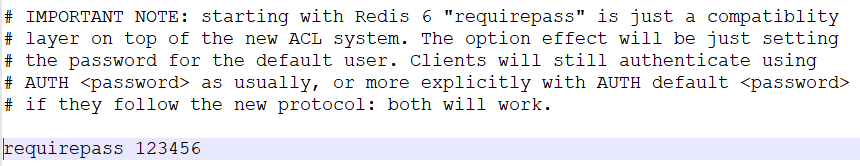 # IMPORTANT NOTE: starting with Redis 6 "requirepass" is just a compatiblity
# layer on top of the new ACL system. The option effect will be just setting
# the password for the default user. Clients will still authenticate using
# AUTH <password> as usually, or more explicitly with AUTH default <password>
# if they follow the new protocol: both will work.
requirepass 123456